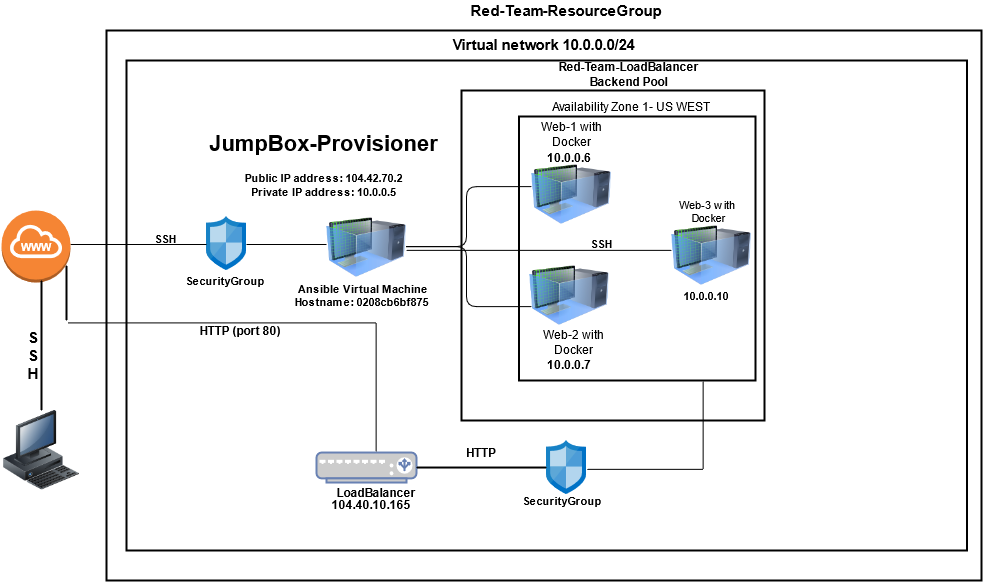 Red-Team-ResourceGroup
Virtual network 10.0.0.0/24
Red-Team-LoadBalancer
Backend Pool
Availability Zone 1- US WEST
Web-1 with
Docker
10.0.0.6
JumpBox-Provisioner
Public IP address: 104.42.70.2
Private IP address: 10.0.0.5
Web-3 with
Docker
10.0.0.10
WWW
SSH
SecurityGroup
SSH
Ansible Virtual Machine
Hostname: 0208cb6bf875
Web-2 with
Docker
10.0.0.7
HTTP (port 80)
S
S
H
HTTP
LoadBalancer
104.40.10.165
SecurityGroup